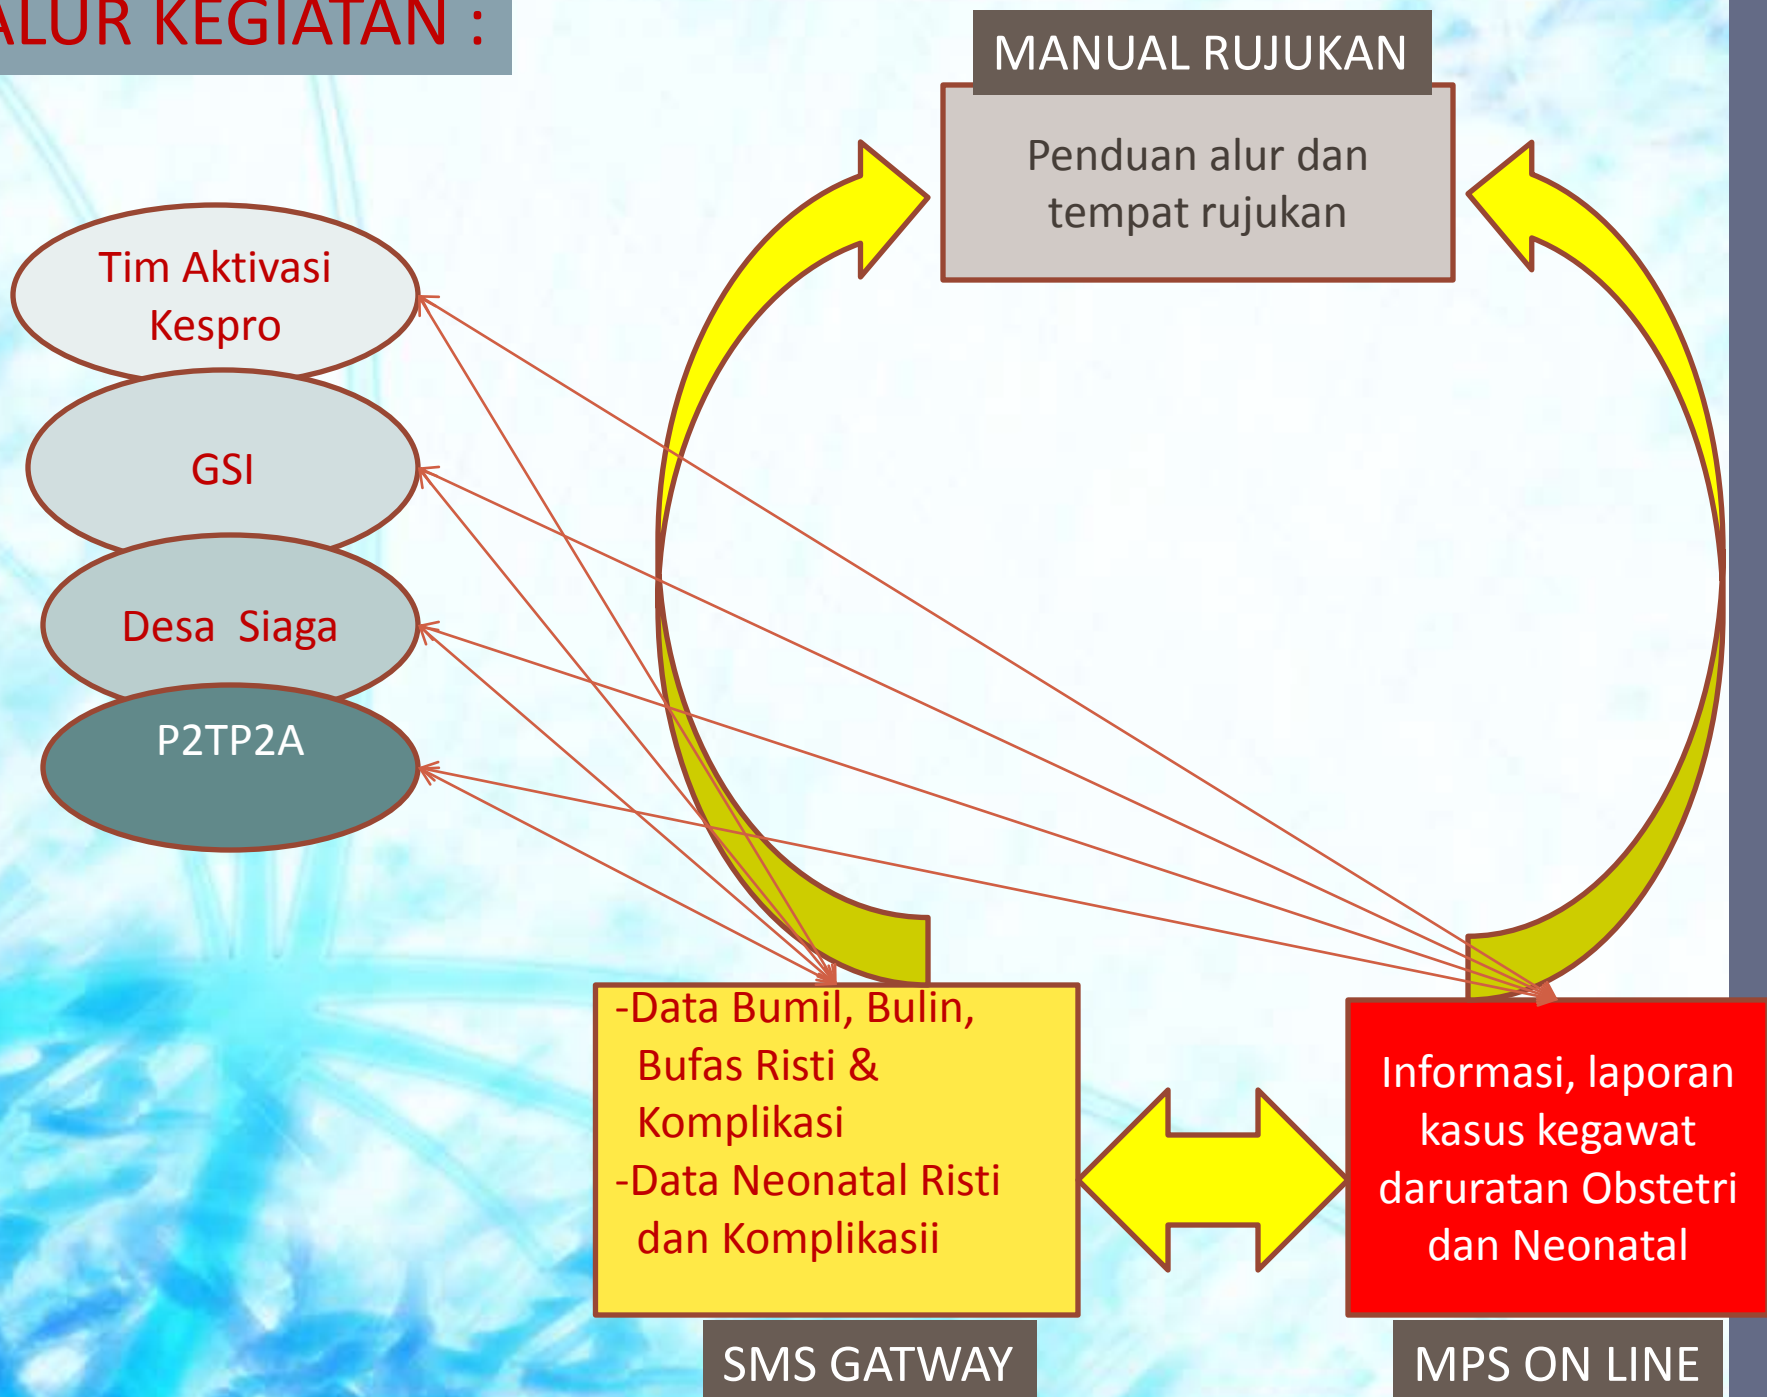 ALUR KEGIATAN :
MANUAL RUJUKAN
Penduan alur dan
tempat rujukan
Tim Aktivasi
Kespro
GSI
Desa Siaga
P2TP2A
-Data Bumil, Bulin,
Bufas Risti &
Komplikasi
-Data Neonatal Risti
dan Komplikasii
SMS GATWAY
Informasi, laporan
kasus kegawat
daruratan Obstetri
dan Neonatal
MPS ON LINE